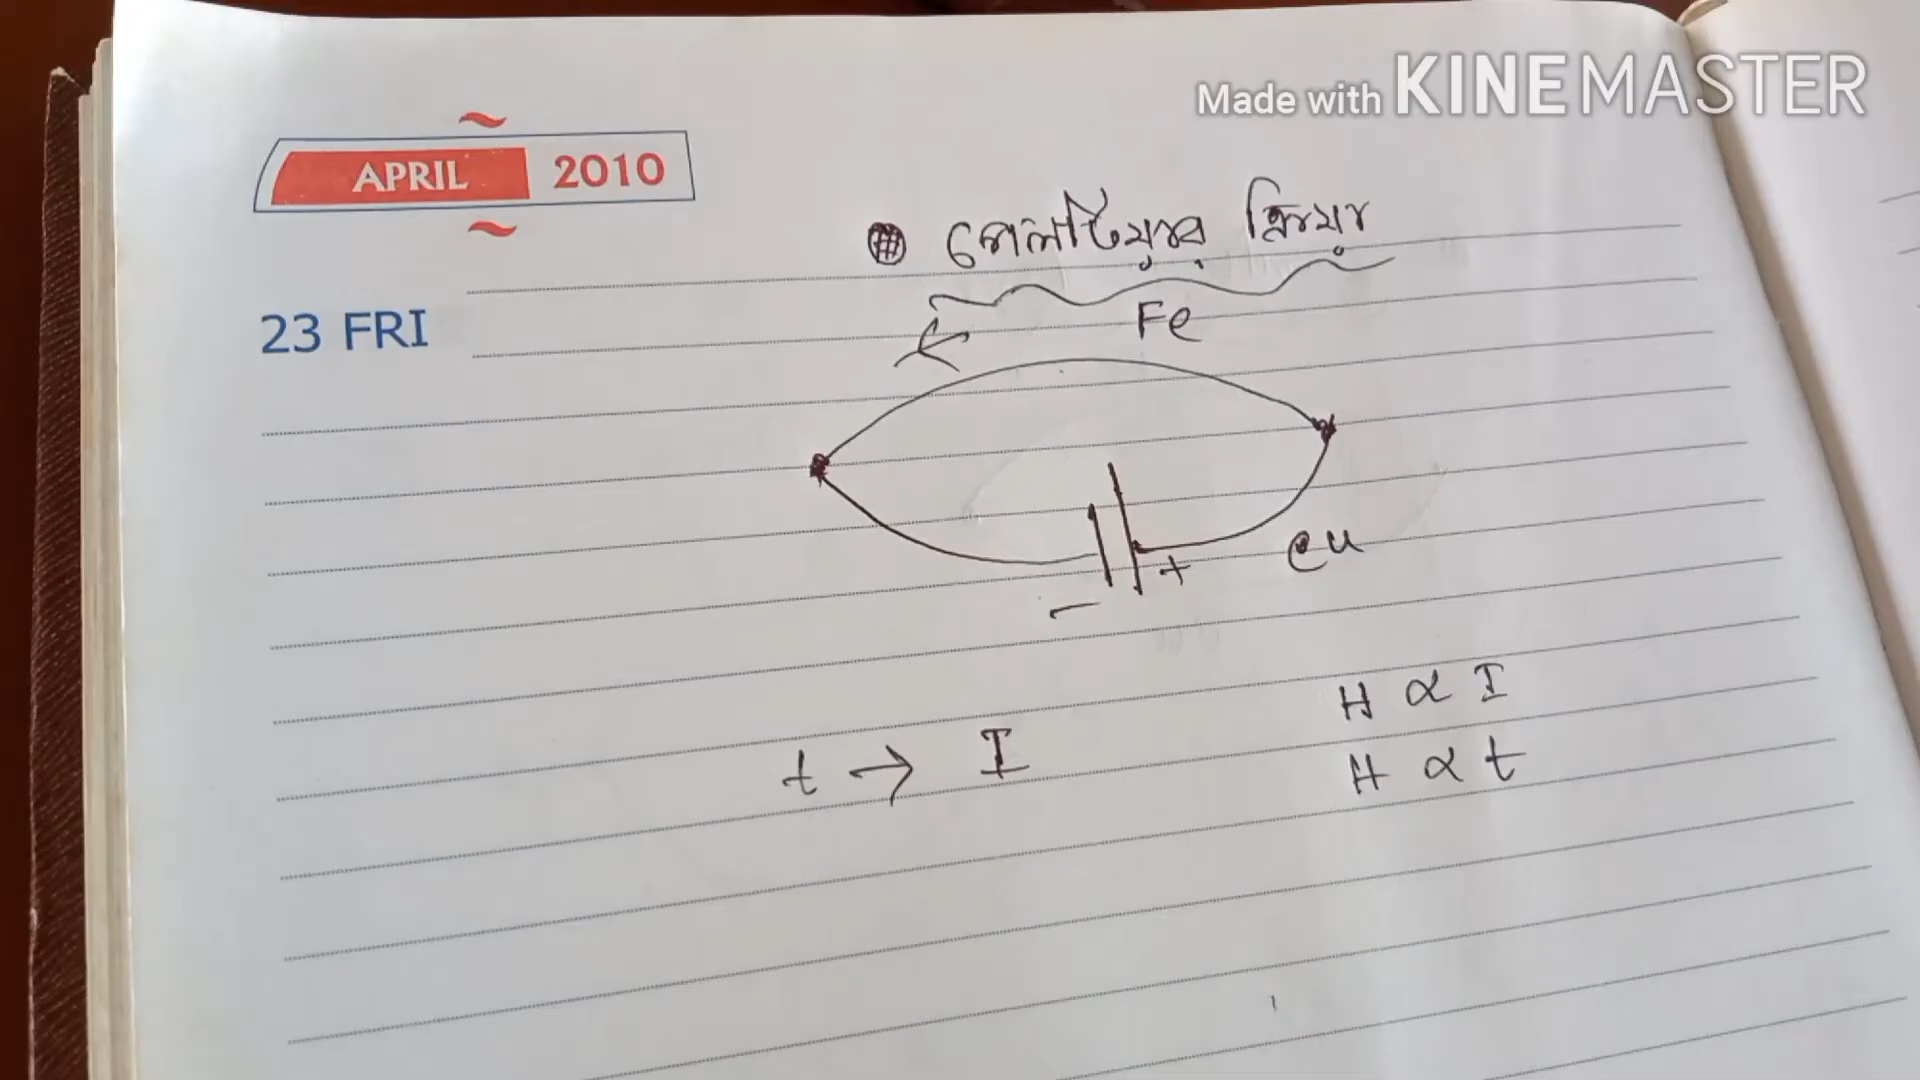 Made with KINEMASTER
APRIL 2010
পেলটিয়ার ক্রিয়া
23 FRI
Fe
cu
+
-
H ∝ I
t → I
H ∝ t